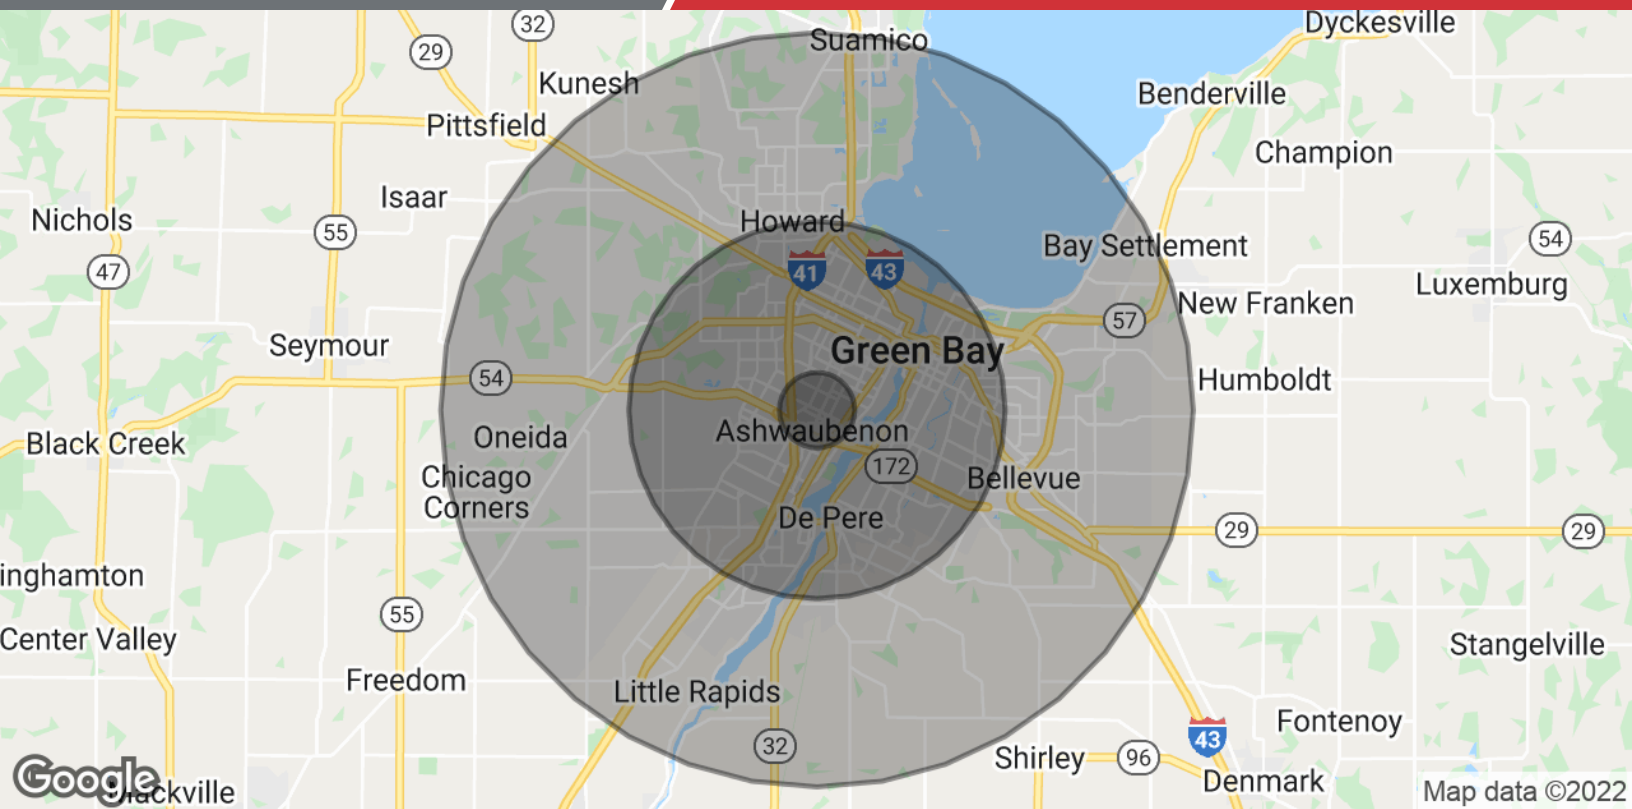 Dyckesville
32
Suamico
29
Kunesh
Benderville
Pittsfield
Champion
Isaar
Nichols
Howard
55
54
Bay Settlement
47
41
43
Luxemburg
New Franken
57
Seymour
Green Bay
54
Humboldt
Ashwaubenon
Oneida
Black Creek
172
Chicago
Corners
Bellevue
De Pere
29
29
inghamton
55
Center Valley
Stangelville
Freedom
Little Rapids
Fontenoy
43
32
Shirley
96
Google
Denmark
Mackville
Map data ©2022